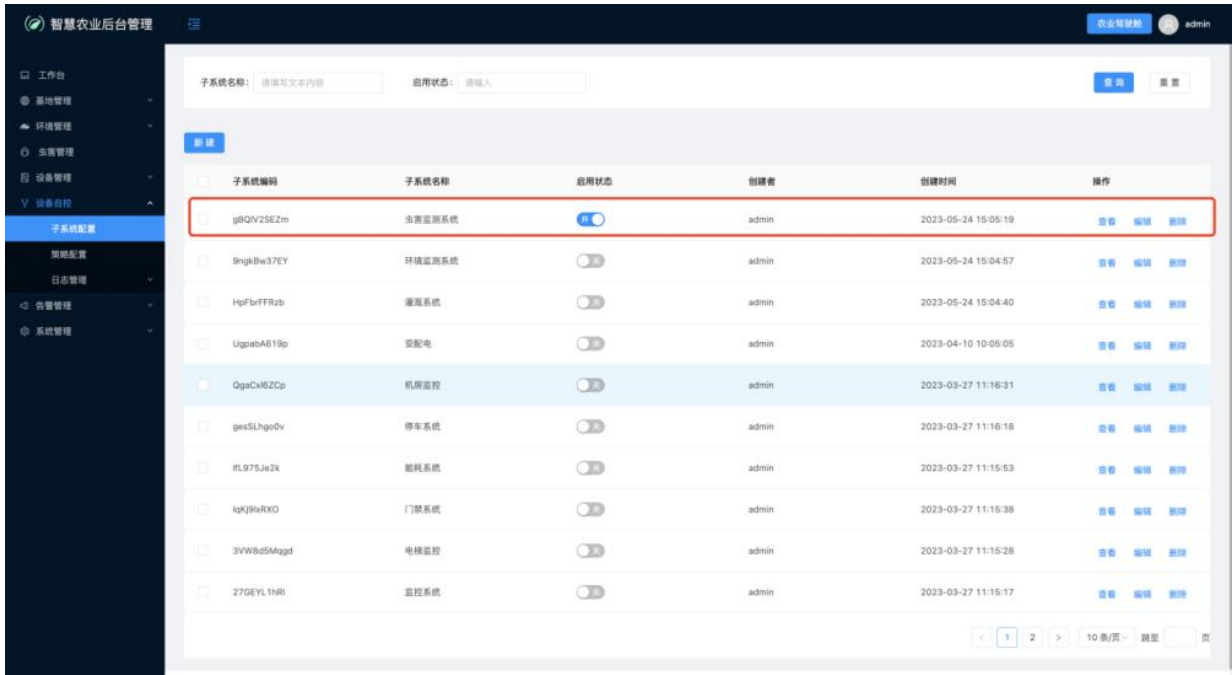 智慧农业后台管理
农业驾驶舱 admin
工作台
基地管理
环境管理
虫害管理
设备管理
设备自控
子系统配置
策略配置
日志管理
告警管理
系统管理
子系统名称: 请填写文本内容 启用状态: 请输入 查询 重置
新建
子系统编码 子系统名称 启用状态 创建者 创建时间 操作
gBQIV2SEZm 虫害监测系统 开 admin 2023-05-24 15:05:19 查看 编辑 删除
9ngkBw37EY 环境监测系统 关 admin 2023-05-24 15:04:57 查看 编辑 删除
HpFbrFFRzb 灌溉系统 关 admin 2023-05-24 15:04:40 查看 编辑 删除
UgpabA619p 变配电 关 admin 2023-04-10 10:05:05 查看 编辑 删除
QgaCxI6ZCp 机房监控 关 admin 2023-03-27 11:16:31 查看 编辑 删除
gesSLhgo0v 停车系统 关 admin 2023-03-27 11:16:18 查看 编辑 删除
lfL975Je2k 能耗系统 关 admin 2023-03-27 11:15:53 查看 编辑 删除
IqKj9lxRXO 门禁系统 关 admin 2023-03-27 11:15:38 查看 编辑 删除
3VW8d5Mqgd 电梯监控 关 admin 2023-03-27 11:15:28 查看 编辑 删除
27GEYL1hRI 监控系统 关 admin 2023-03-27 11:15:17 查看 编辑 删除
< 1 2 > 10 条/页 跳至 页